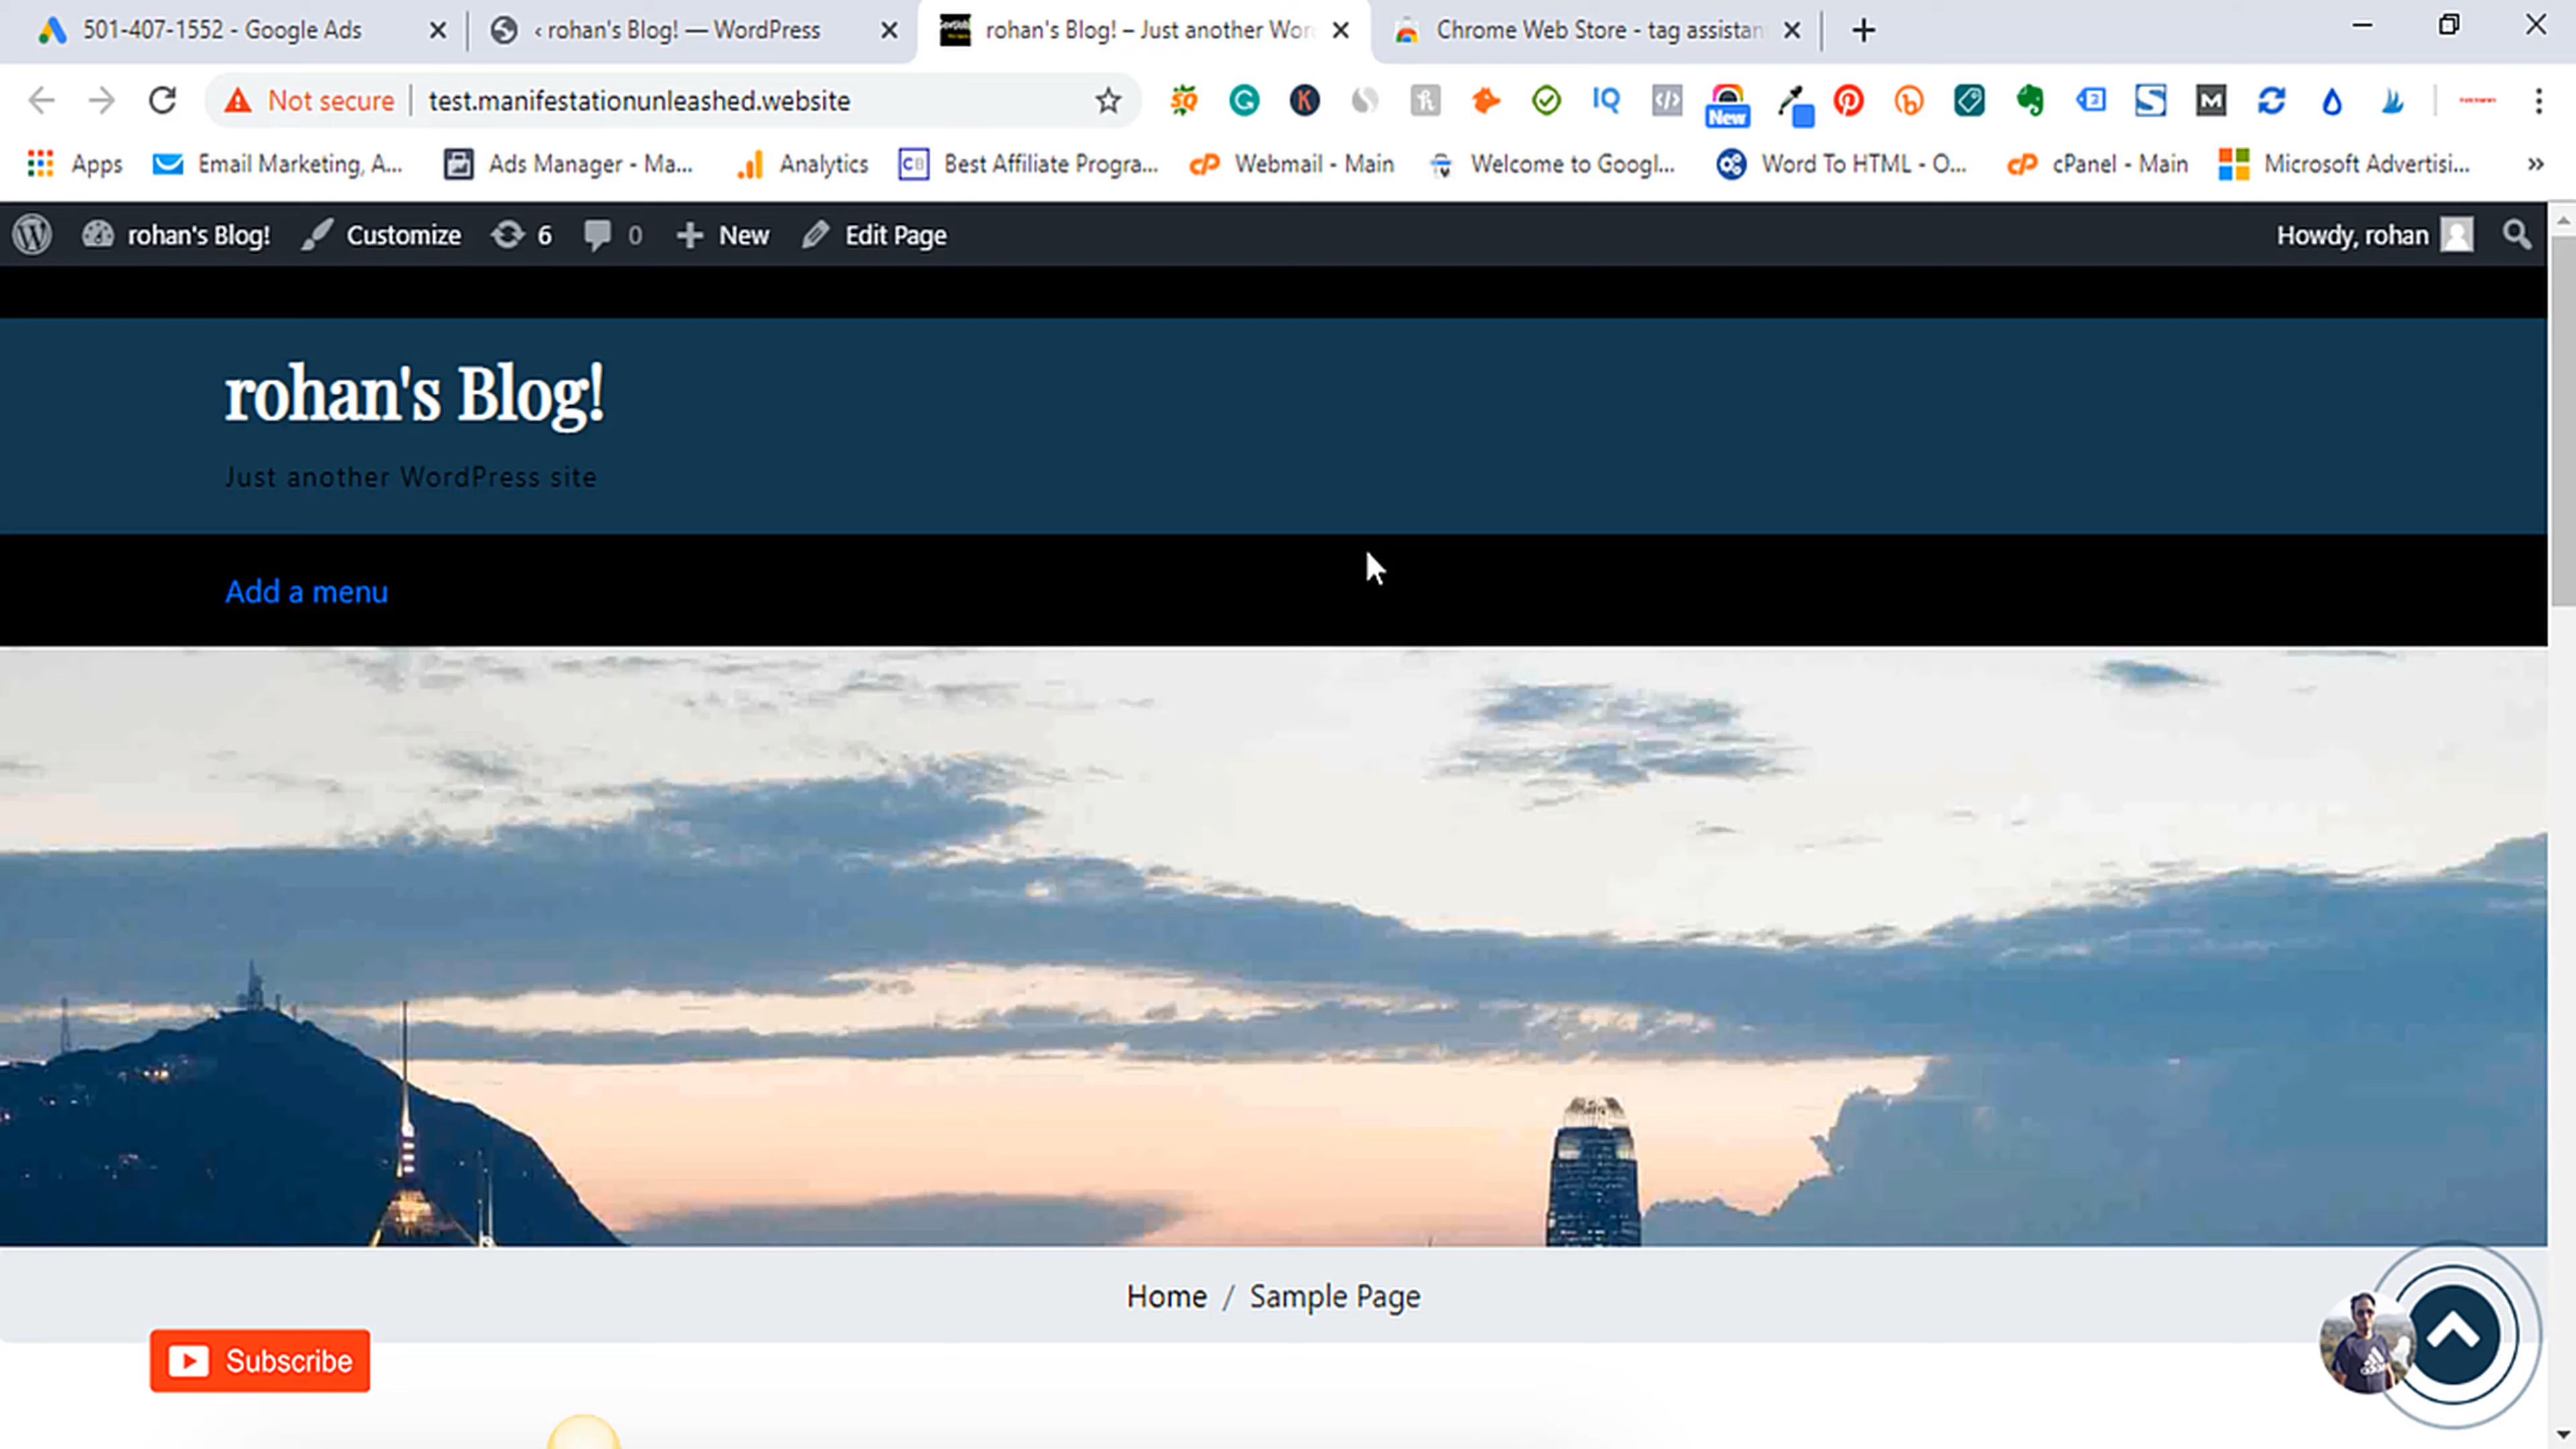 501-407-1552 - Google Ads
‹ rohan's Blog! — WordPress
rohan's Blog! – Just another Wor
Chrome Web Store - tag assistan
Not secure
test.manifestationunleashed.website
New
Apps
Email Marketing, A...
Ads Manager - Ma...
Analytics
CB
Best Affiliate Progra...
Webmail - Main
Welcome to Googl...
Word To HTML - O...
cPanel - Main
Microsoft Advertisi...
»
rohan's Blog!
Customize
6
0
New
Edit Page
Howdy, rohan
rohan's Blog!
Just another WordPress site
Add a menu
Home / Sample Page
Subscribe